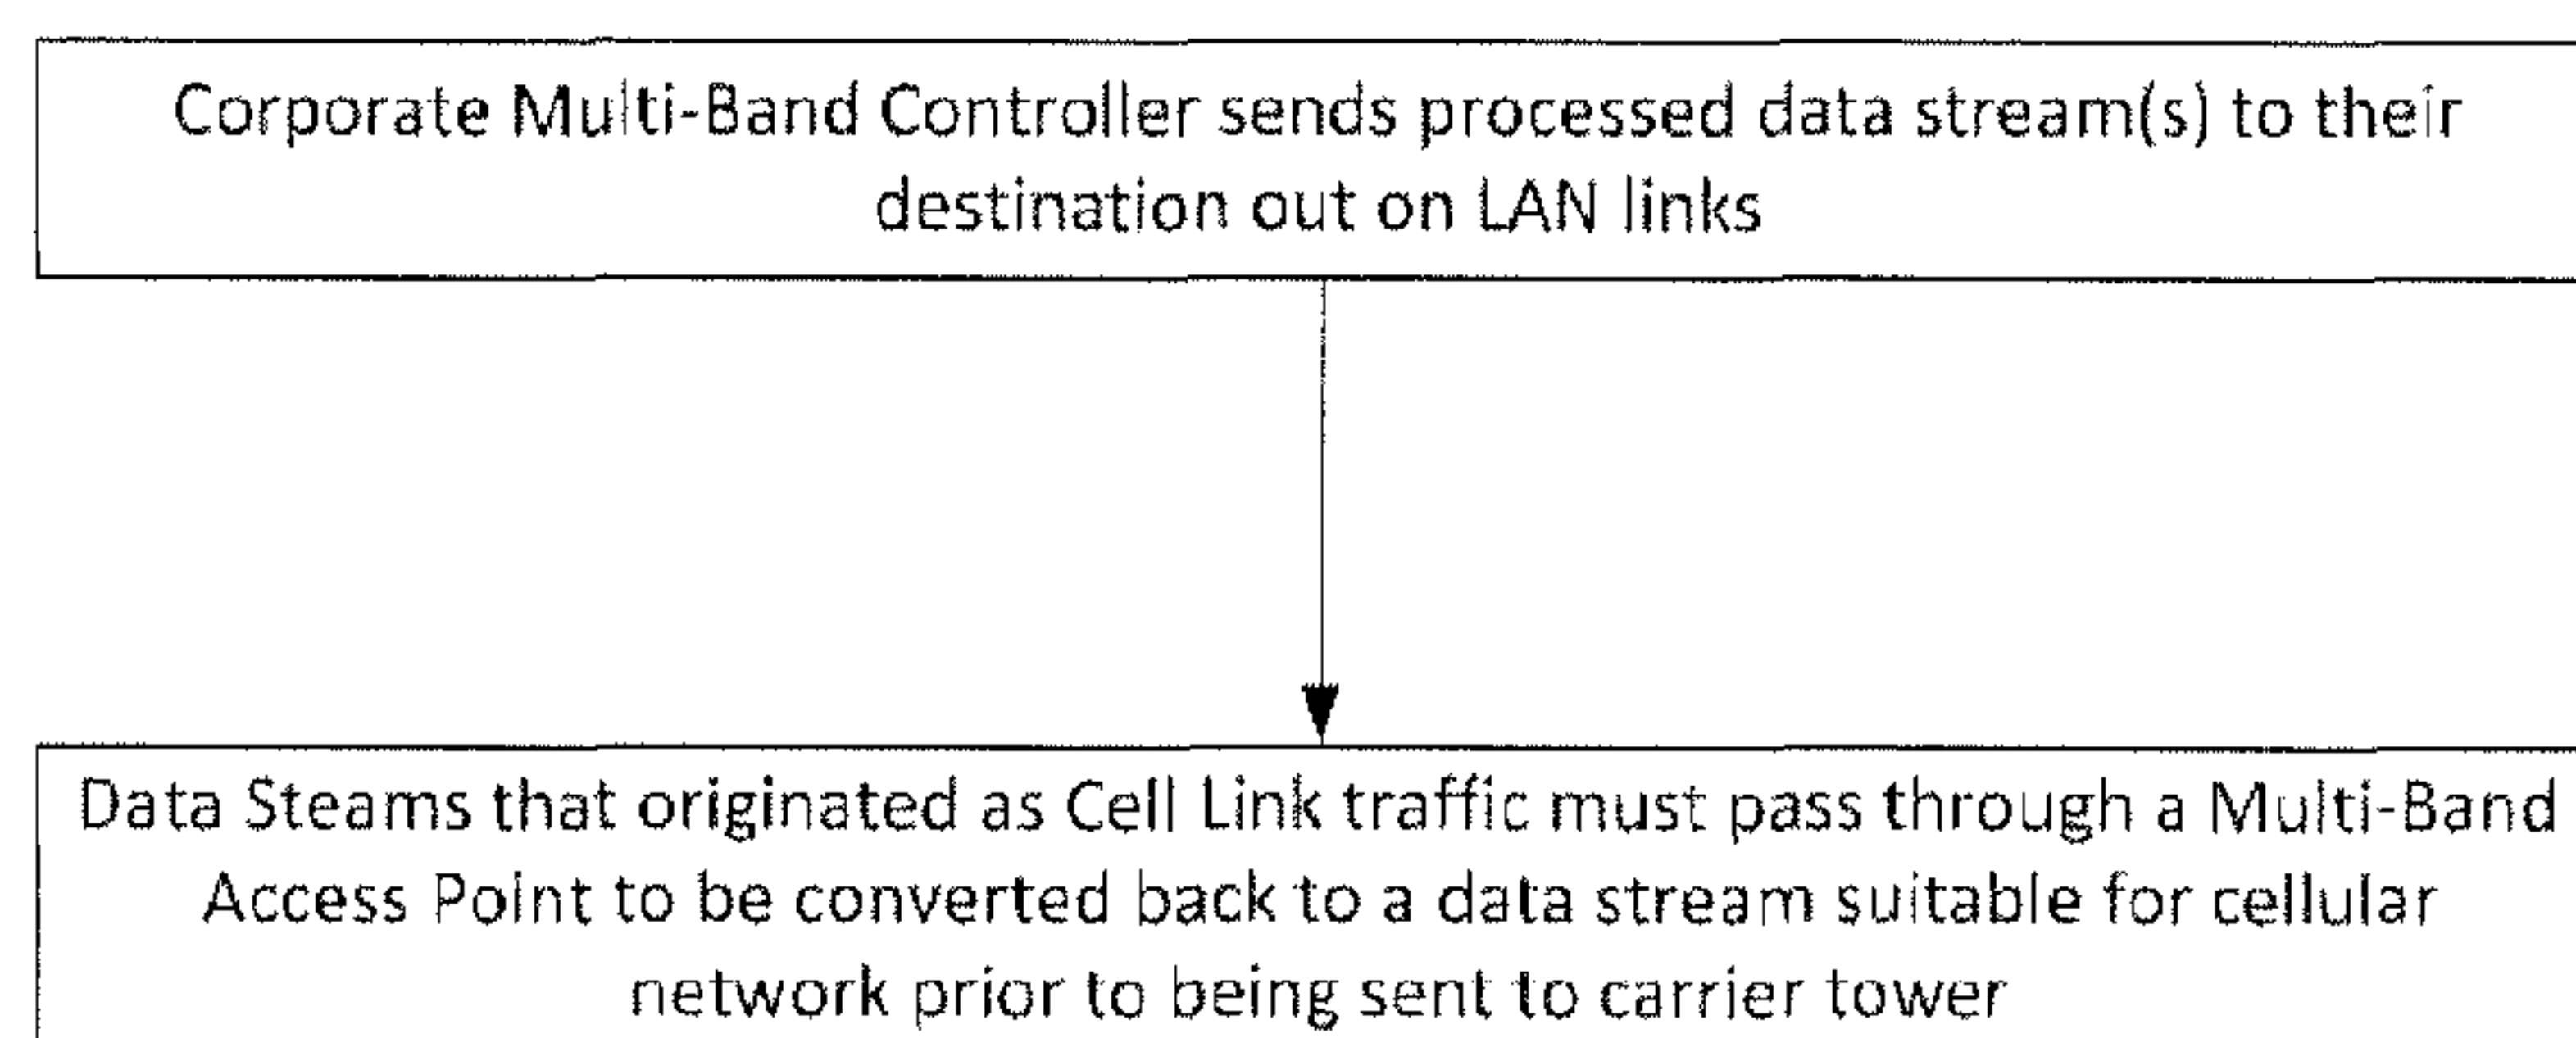 Corporate Multi-Band Controller sends processed data stream(s) to their
destination out on LAN links
Data Steams that originated as Cell Link traffic must pass through a Multi-Band
Access Point to be converted back to a data stream suitable for cellular
network prior to being sent to carrier tower